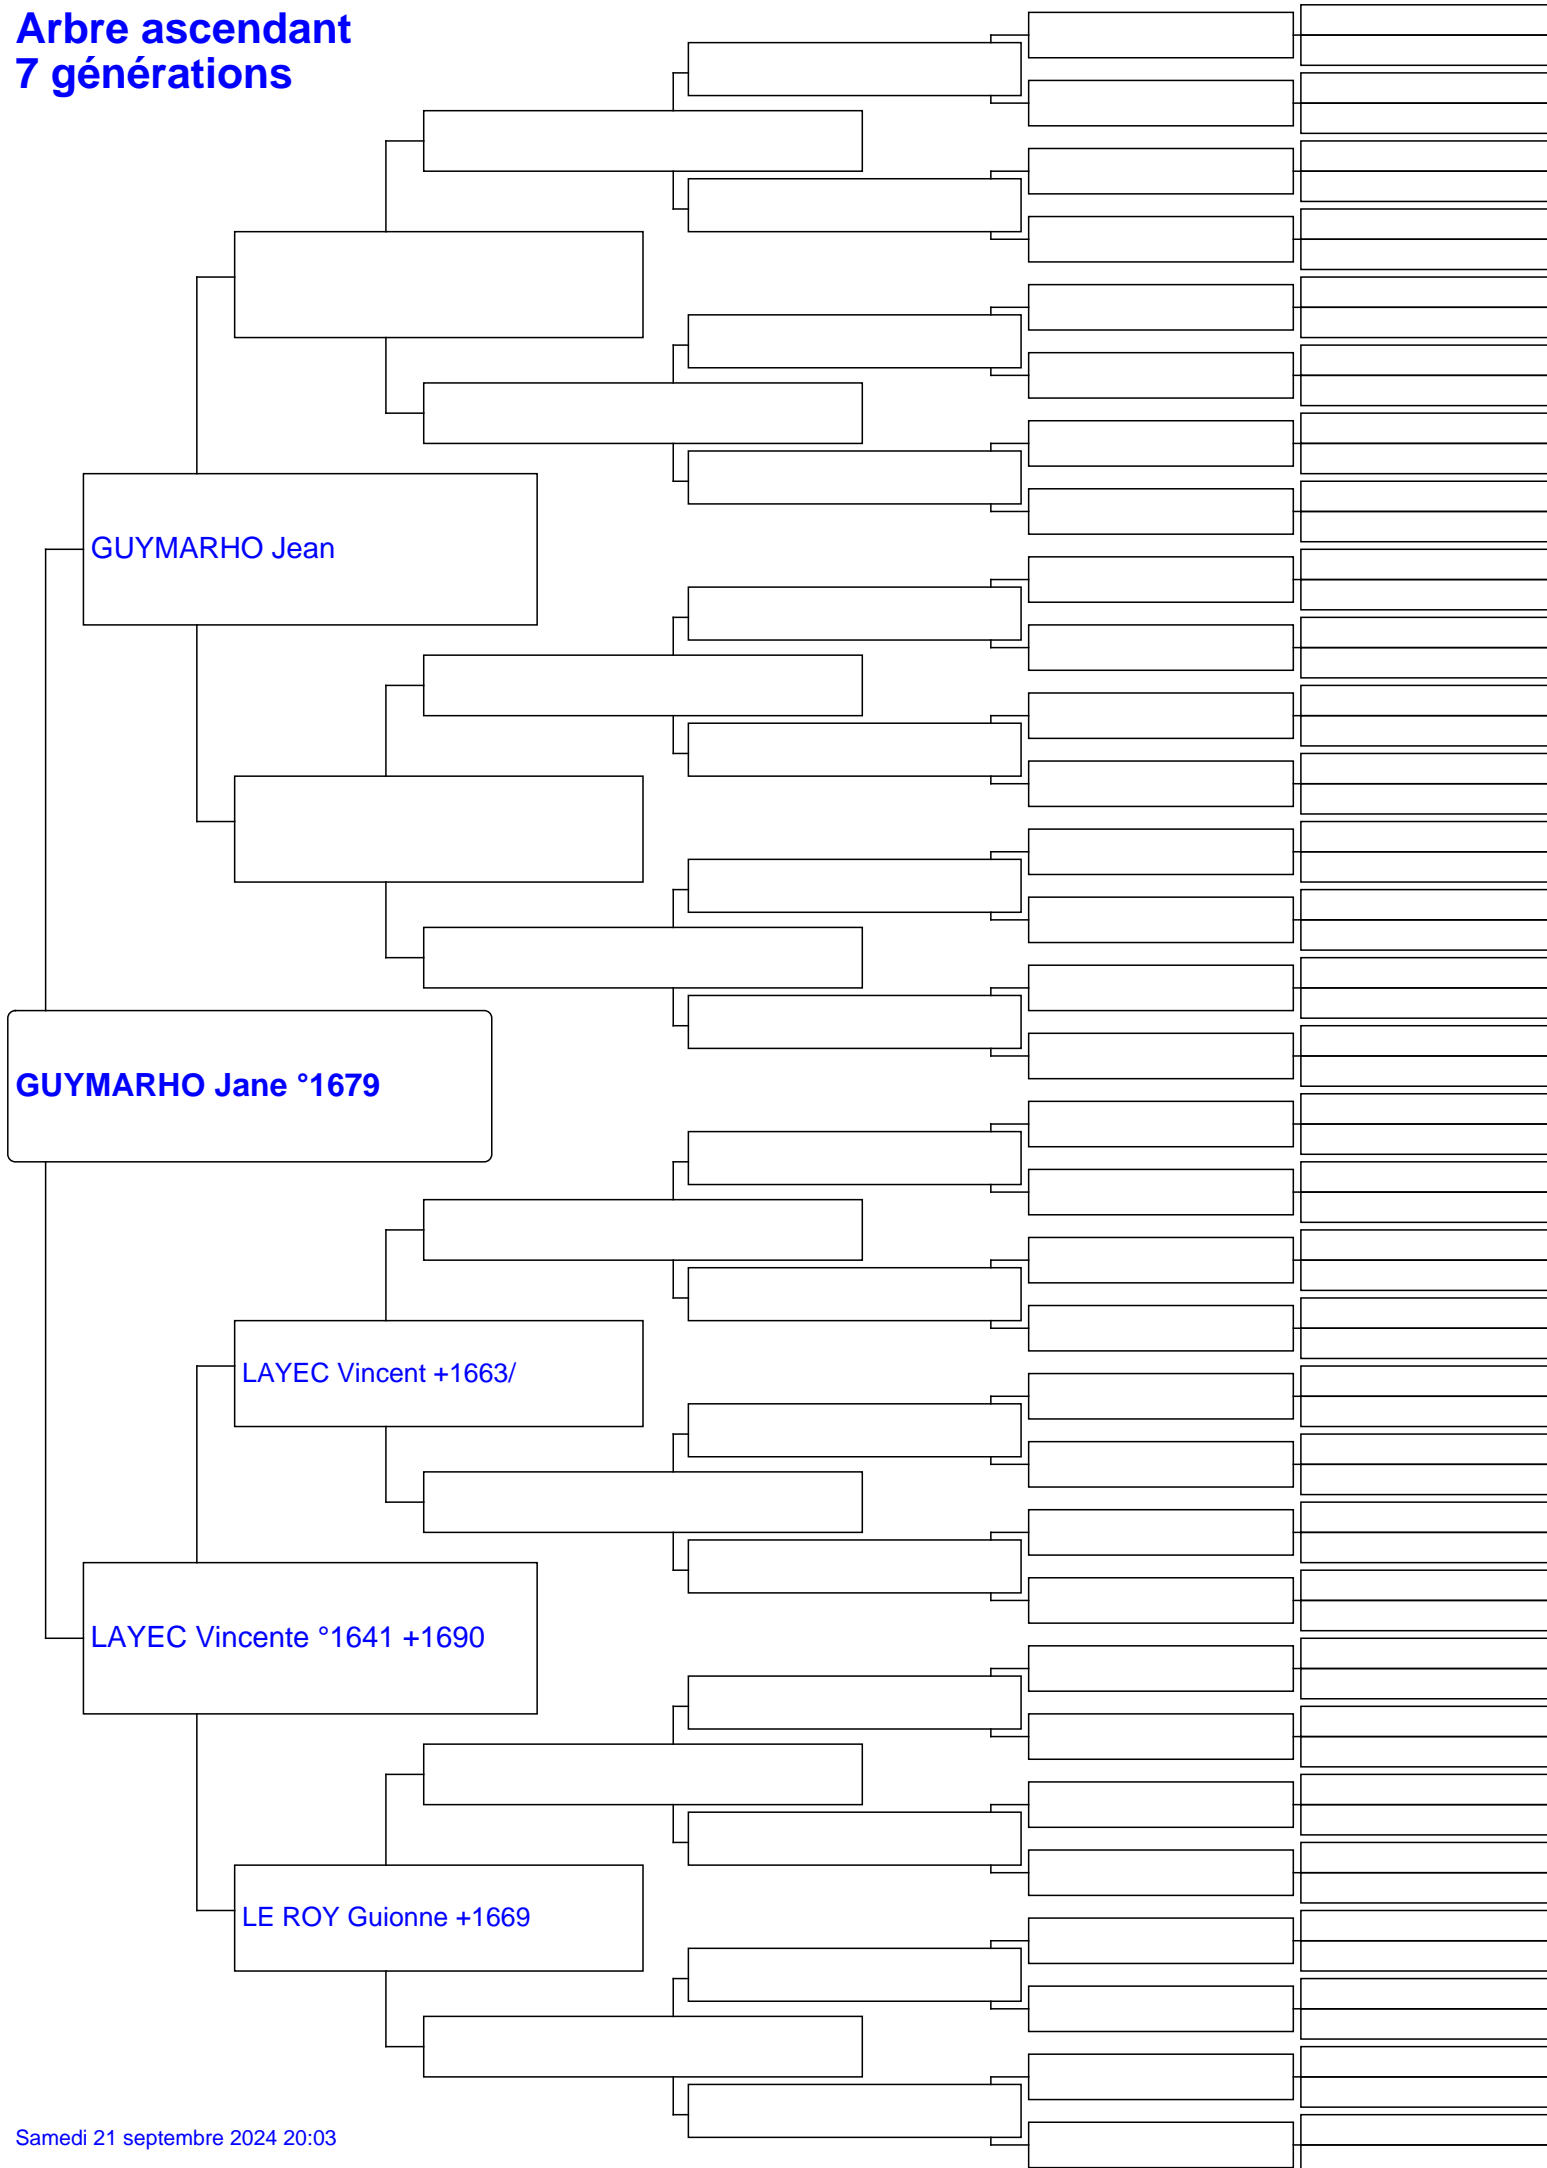 Arbre ascendant
7 générations
GUYMARHO Jean
GUYMARHO Jane °1679
LAYEC Vincent +1663/
LAYEC Vincente °1641 +1690
LE ROY Guionne +1669
Samedi 21 septembre 2024 20:03